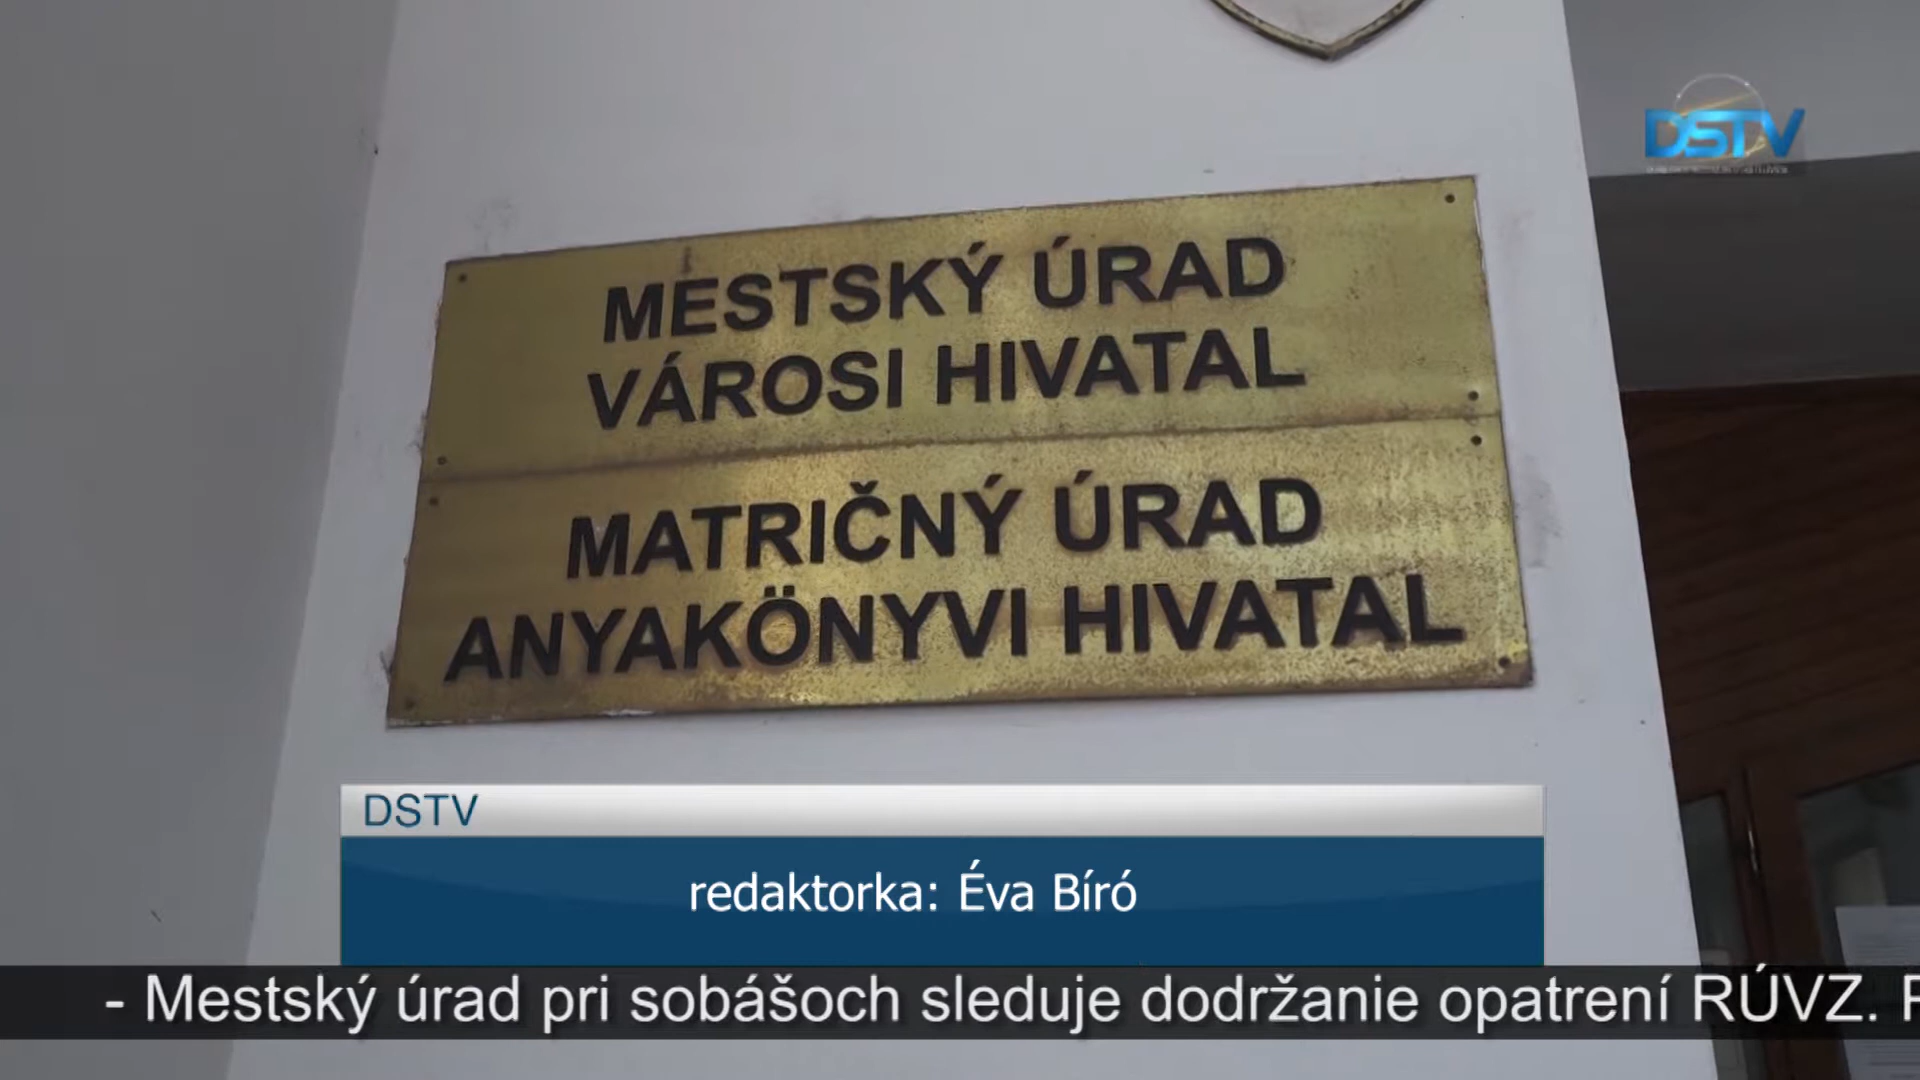 DSTV
MESTSKÝ ÚRAD
VÁROSI HIVATAL
MATRIČNÝ ÚRAD
ANYAKÖNYVI HIVATAL
DSTV
redaktorka: Éva Bíró
- Mestský úrad pri sobášoch sleduje dodržanie opatrení RÚVZ.